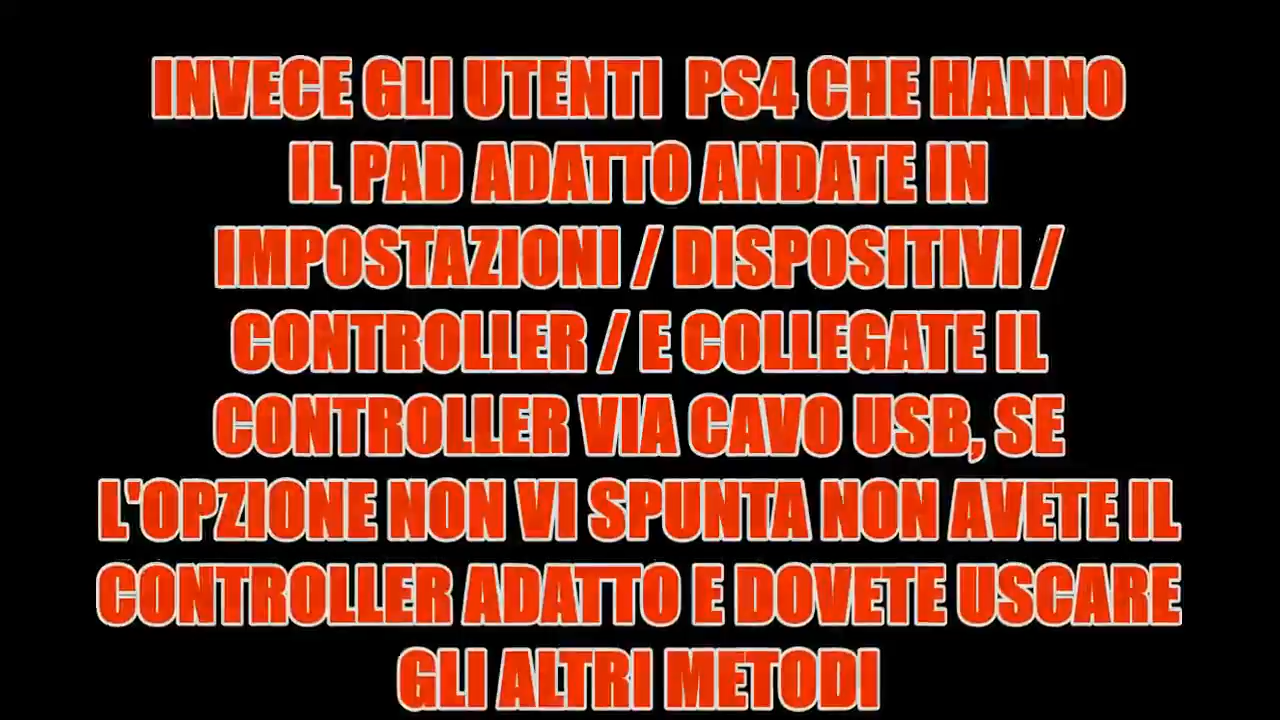 INVECE GLI UTENTI PS4 CHE HANNO
IL PAD ADATTO ANDATE IN
IMPOSTAZIONI / DISPOSITIVI /
CONTROLLER / E COLLEGATE IL
CONTROLLER VIA CAVO USB, SE
L'OPZIONE NON VI SPUNTA NON AVETE IL
CONTROLLER ADATTO E DOVETE USCARE
GLI ALTRI METODI